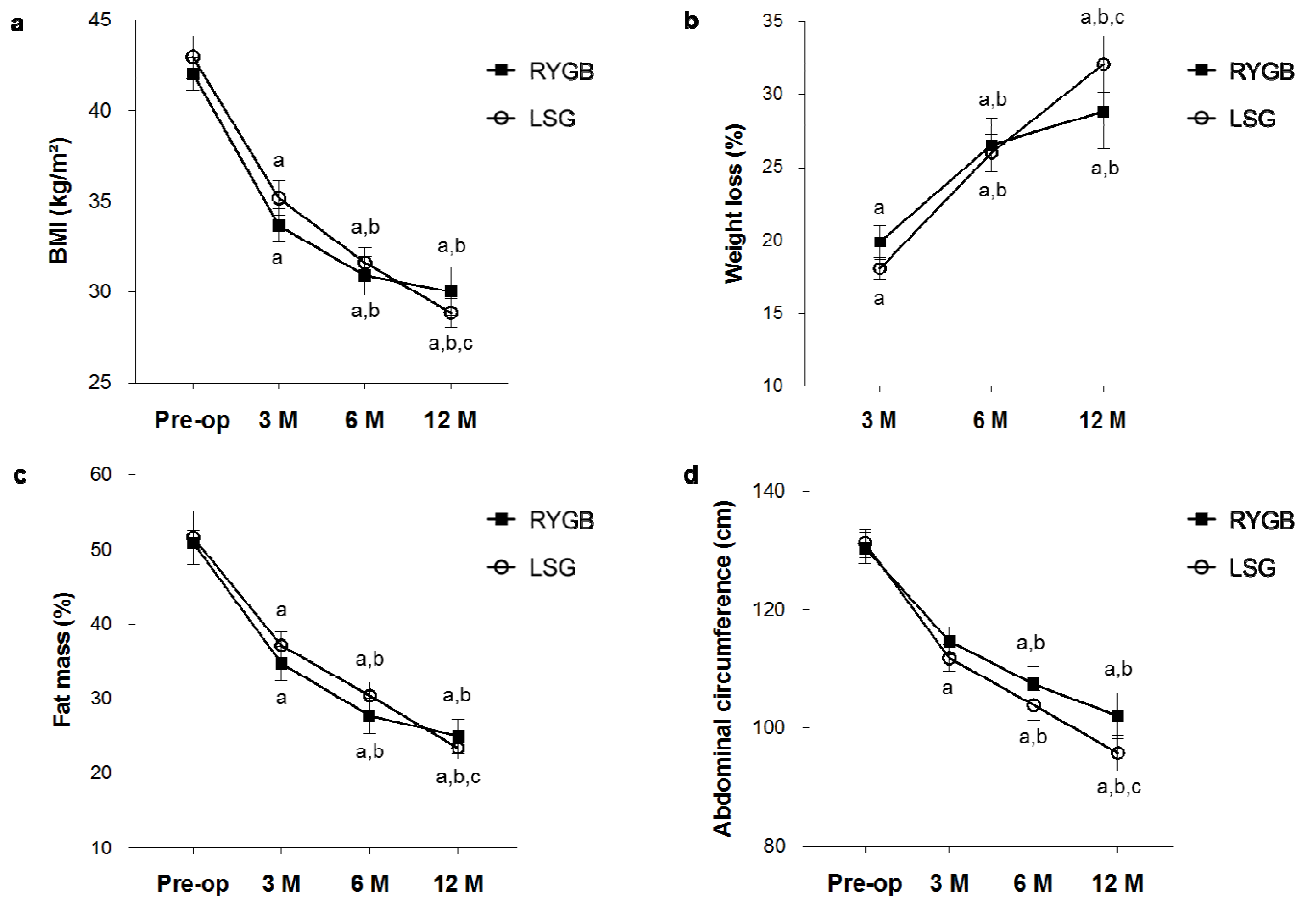 a
BMI (kg/m²)
45
40
35
30
25
a
a
a,b
a,b
a,b
a,b,c
Pre-op 3 M 6 M 12 M
RYGB
LSG
b
Weight loss (%)
35
30
25
20
15
10
a
a
a,b
a,b
a,b,c
a,b
3 M 6 M 12 M
RYGB
LSG
c
Fat mass (%)
60
50
40
30
20
10
a
a
a,b
a,b
a,b
a,b,c
Pre-op 3 M 6 M 12 M
RYGB
LSG
d
Abdominal circumference (cm)
140
120
100
80
a
a,b
a,b
a,b
a,b,c
Pre-op 3 M 6 M 12 M
RYGB
LSG